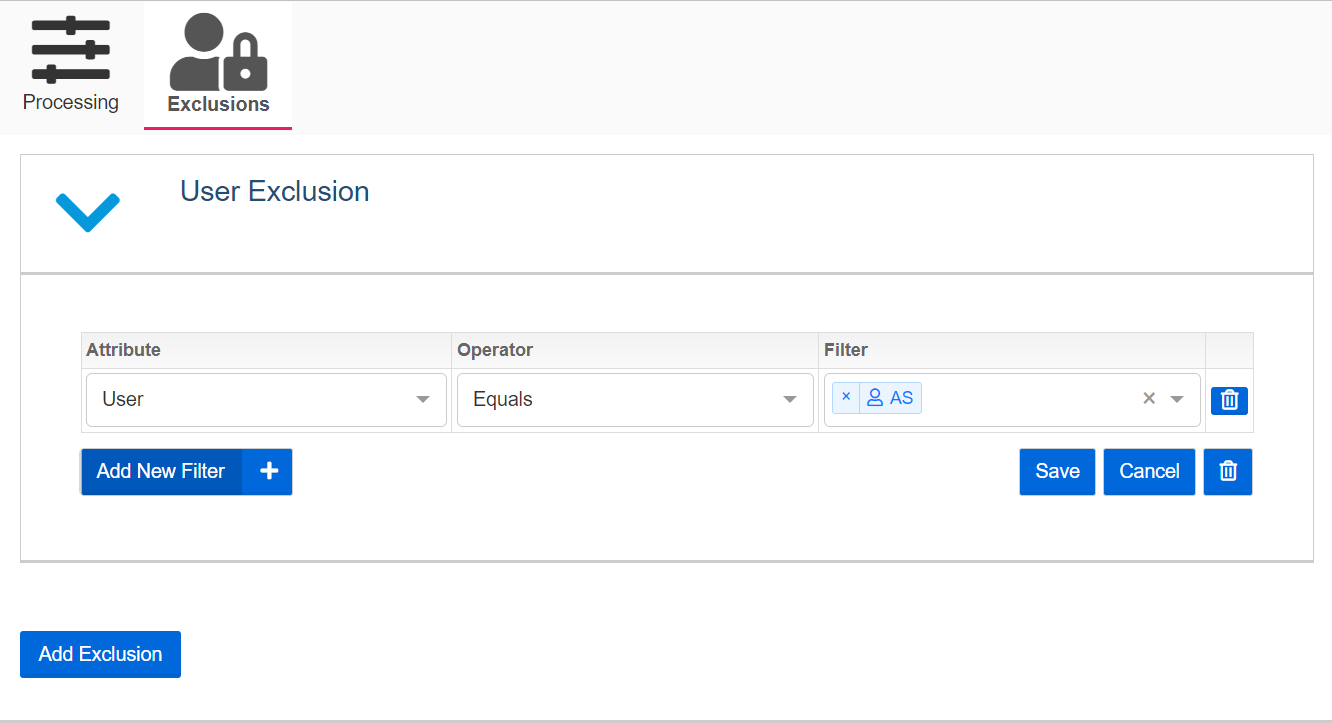 Processing
Exclusions
User Exclusion
Attribute Operator Filter
User Equals × AS ×
Add New Filter + Save Cancel
Add Exclusion